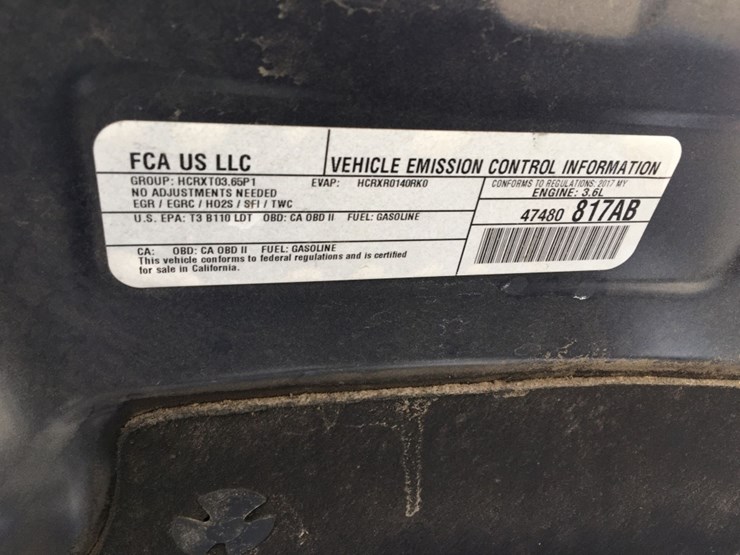 FCA US LLC
VEHICLE EMISSION CONTROL INFORMATION
GROUP: HCRXT03.65P1 EVAP: HCRXR0140RK0
NO ADJUSTMENTS NEEDED
EGR / EGRC / HO2S / SFI / TWC
CONFORMS TO REGULATIONS: 2017 MY
ENGINE: 3.6L
U.S. EPA: T3 B110 LDT OBD: CA OBD II FUEL: GASOLINE
47480 817AB
CA: OBD: CA OBD II FUEL: GASOLINE
This vehicle conforms to federal regulations and is certified
for sale in California.